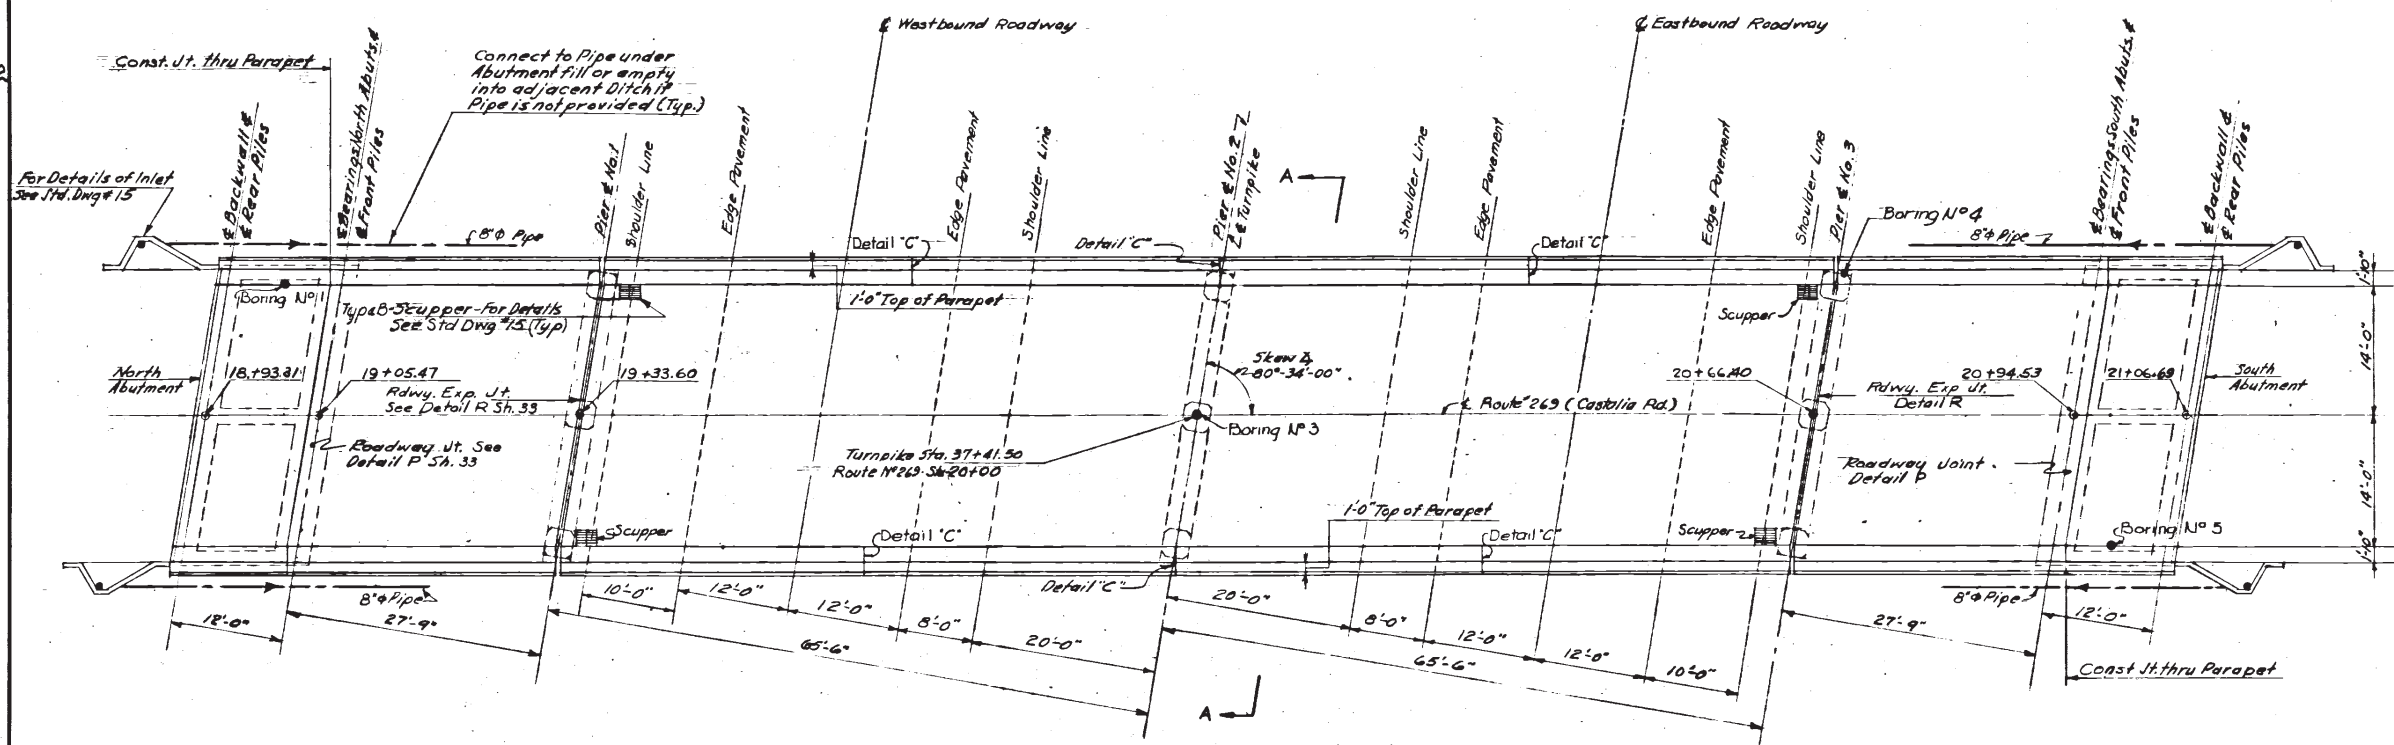 ℄ Westbound Roadway
℄ Eastbound Roadway
Const. Jt. thru Parapet
Connect to Pipe under
Abutment fill or empty
into adjacent Ditch if
Pipe is not provided (Typ.)
℄ Backwall &
℄ Rear Piles
℄ Bearings North Abuts. &
℄ Front Piles
Pier ℄ No. 1
Shoulder Line
Edge Pavement
Edge Pavement
Shoulder Line
Pier ℄ No. 2
℄ Turnpike
Shoulder Line
Edge Pavement
Edge Pavement
Shoulder Line
Pier ℄ No. 3
℄ Bearings South Abuts. &
℄ Front Piles
℄ Backwall &
℄ Rear Piles
For Details of Inlet
See Std. Dwg #15
A
8"ϕ Pipe
Detail "C"
Detail "C"
Detail "C"
Boring Nº 4
8"ϕ Pipe
Boring Nº 1
Type B-Scupper-For Details
See Std Dwg #15 (Typ)
1'-0" Top of Parapet
Scupper
1'-10"
14'-0"
North
Abutment
18+93.31
19+05.47
Rdwy. Exp. Jt.
See Detail R Sh. 33
19+33.60
Skew ∠
80°-34'-00"
20+66.40
Rdwy. Exp Jt.
Detail R
20+94.53
21+06.69
South
Abutment
℄ Route 269 (Castalia Rd.)
Boring Nº 3
Roadway Jt. See
Detail P Sh. 33
Turnpike Sta. 37+41.50
Route Nº 269-Sta 20+00
Roadway Joint
Detail P
14'-0"
Scupper
Detail "C"
1'-0" Top of Parapet
Detail "C"
Scupper
Boring Nº 5
1'-10"
8"ϕ Pipe
Detail "C"
8"ϕ Pipe
12'-0"
27'-9"
10'-0"
12'-0"
12'-0"
8'-0"
20'-0"
65'-6"
20'-0"
8'-0"
12'-0"
12'-0"
10'-0"
65'-6"
27'-9"
12'-0"
Const Jt. thru Parapet
A